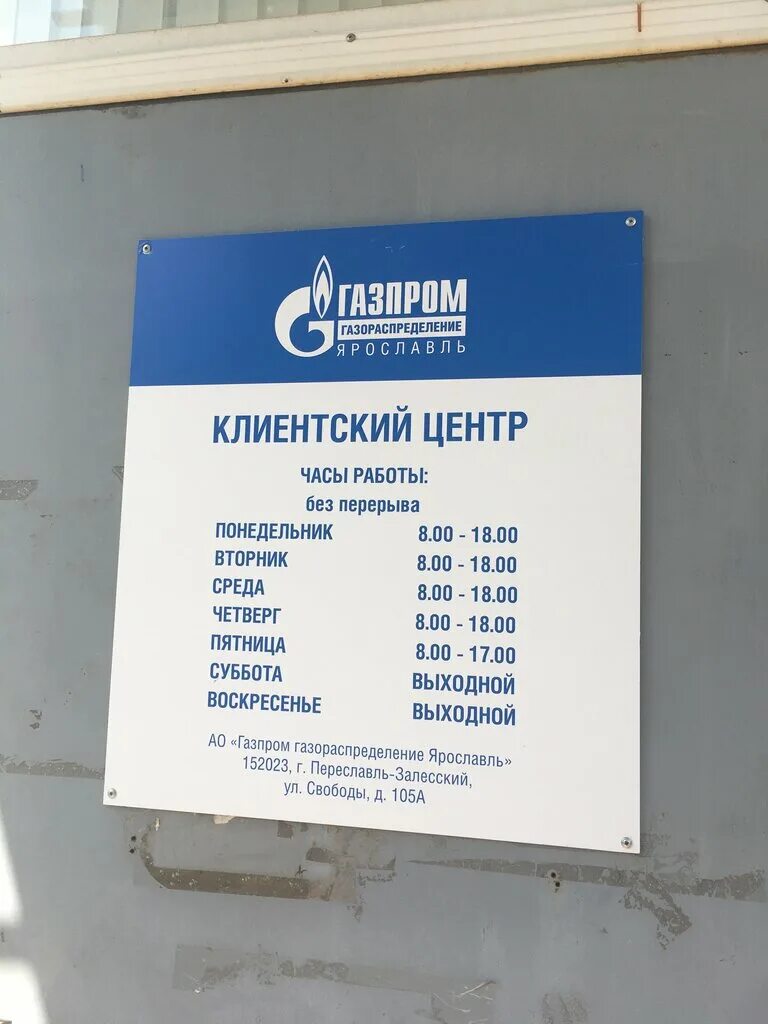 ГАЗПРОМ
ГАЗОРАСПРЕДЕЛЕНИЕ
ЯРОСЛАВЛЬ
КЛИЕНТСКИЙ ЦЕНТР
ЧАСЫ РАБОТЫ:
без перерыва
ПОНЕДЕЛЬНИК 8.00 - 18.00
ВТОРНИК 8.00 - 18.00
СРЕДА 8.00 - 18.00
ЧЕТВЕРГ 8.00 - 18.00
ПЯТНИЦА 8.00 - 17.00
СУББОТА ВЫХОДНОЙ
ВОСКРЕСЕНЬЕ ВЫХОДНОЙ
АО «Газпром газораспределение Ярославль»
152023, г. Переславль-Залесский,
ул. Свободы, д. 105А